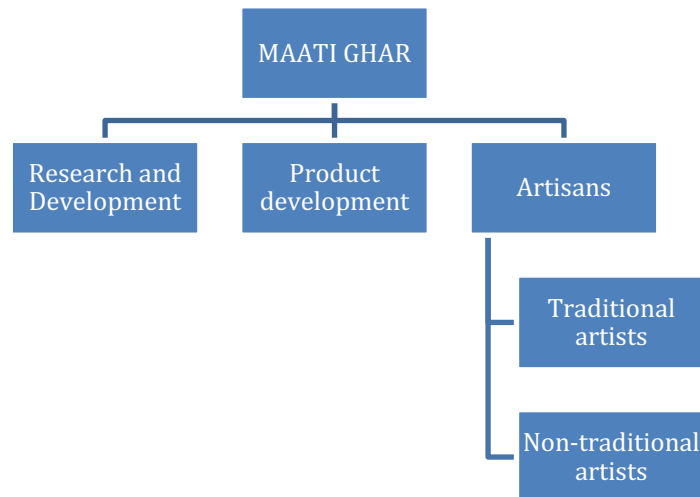 MAATI GHAR
Research and
Development
Product
development
Artisans
Traditional
artists
Non-traditional
artists